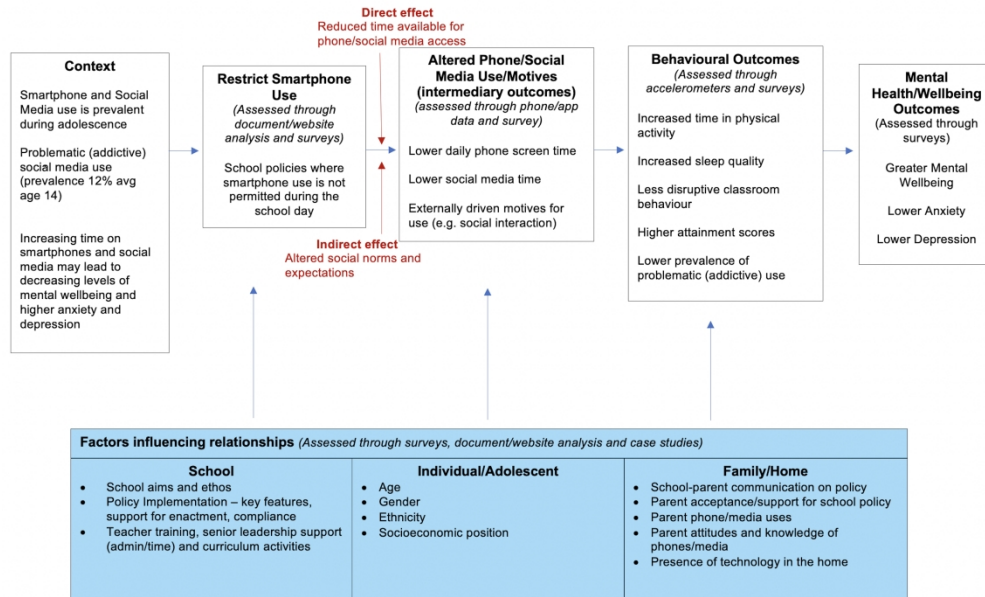 Direct effect
Reduced time available for
phone/social media access
Context
Smartphone and Social
Media use is prevalent
during adolescence
Problematic (addictive)
social media use
(prevalence 12% avg
age 14)
Increasing time on
smartphones and social
media may lead to
decreasing levels of
mental wellbeing and
higher anxiety and
depression
Restrict Smartphone
Use
(Assessed through
document/website
analysis and surveys)
School policies where
smartphone use is not
permitted during the
school day
Indirect effect
Altered social norms and
expectations
Altered Phone/Social
Media Use/Motives
(intermediary outcomes)
(assessed through phone/app
data and survey)
Lower daily phone screen time
Lower social media time
Externally driven motives for
use (e.g. social interaction)
Behavioural Outcomes
(Assessed through
accelerometers and surveys)
Increased time in physical
activity
Increased sleep quality
Less disruptive classroom
behaviour
Higher attainment scores
Lower prevalence of
problematic (addictive) use
Mental
Health/Wellbeing
Outcomes
(Assessed through
surveys)
Greater Mental
Wellbeing
Lower Anxiety
Lower Depression
Factors influencing relationships (Assessed through surveys, document/website analysis and case studies)
School
• School aims and ethos
• Policy Implementation – key features,
support for enactment, compliance
• Teacher training, senior leadership support
(admin/time) and curriculum activities
Individual/Adolescent
• Age
• Gender
• Ethnicity
• Socioeconomic position
Family/Home
• School-parent communication on policy
• Parent acceptance/support for school policy
• Parent phone/media uses
• Parent attitudes and knowledge of
phones/media
• Presence of technology in the home